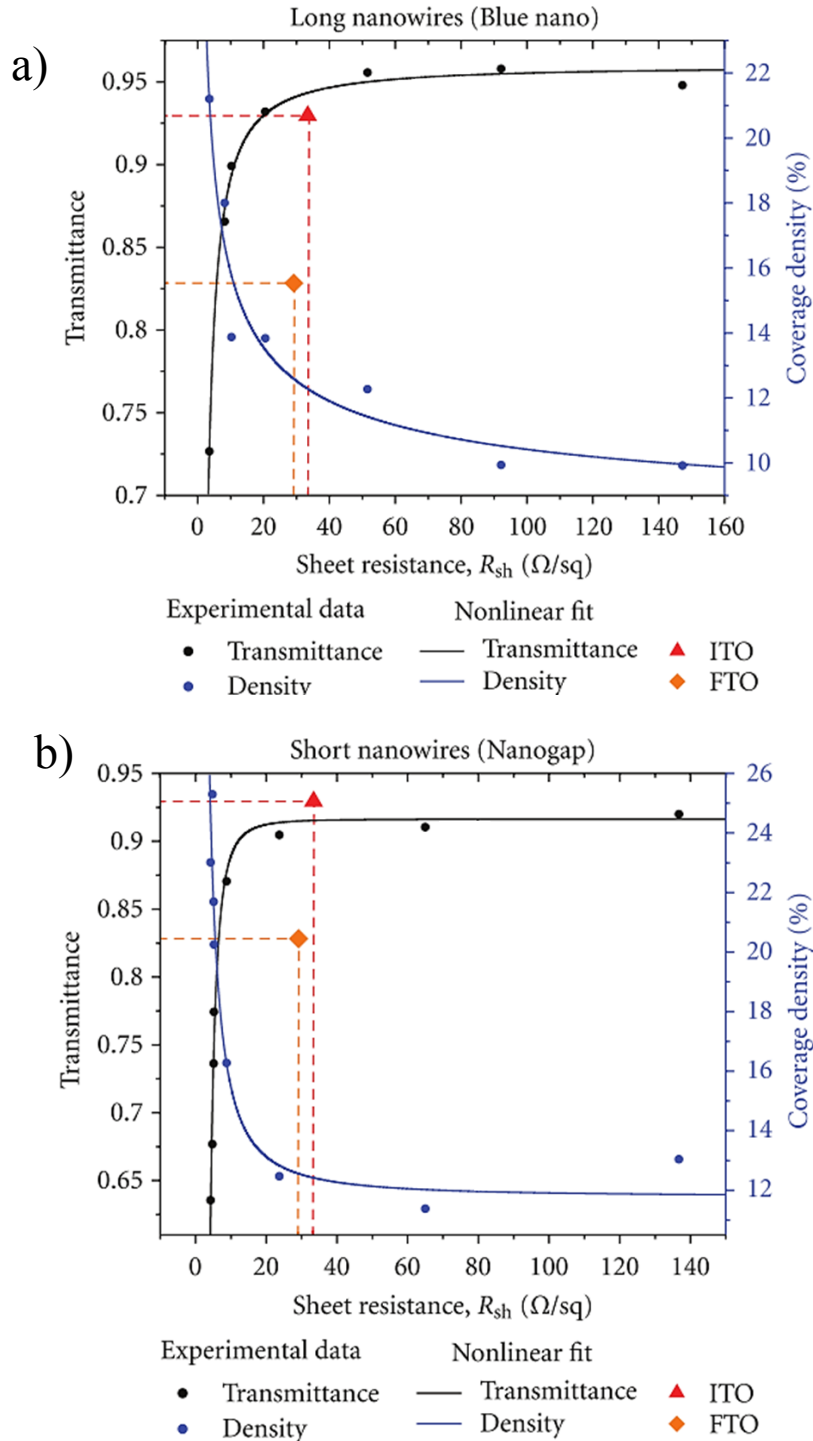 a)
Long nanowires (Blue nano)
0.95
0.9
0.85
0.8
0.75
0.7
Transmittance
22
20
18
16
14
12
10
Coverage density (%)
0 20 40 60 80 100 120 140 160
Sheet resistance, Rsh (Ω/sq)
Experimental data Nonlinear fit
Transmittance Transmittance ITO
Density Density FTO
b)
Short nanowires (Nanogap)
0.95
0.9
0.85
0.8
0.75
0.7
0.65
Transmittance
26
24
22
20
18
16
14
12
Coverage density (%)
0 20 40 60 80 100 120 140
Sheet resistance, Rsh (Ω/sq)
Experimental data Nonlinear fit
Transmittance Transmittance ITO
Density Density FTO